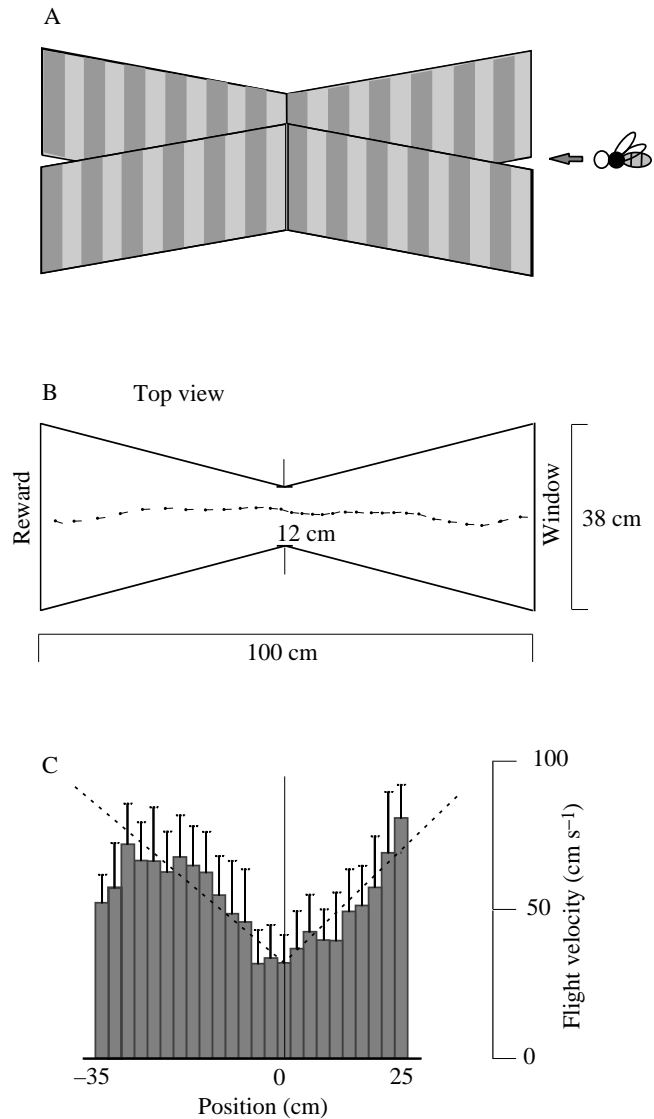 A
B Top view
Reward
12 cm
Window
38 cm
100 cm
C
100
50
0
Flight velocity (cm s⁻¹)
–35 0 25
Position (cm)